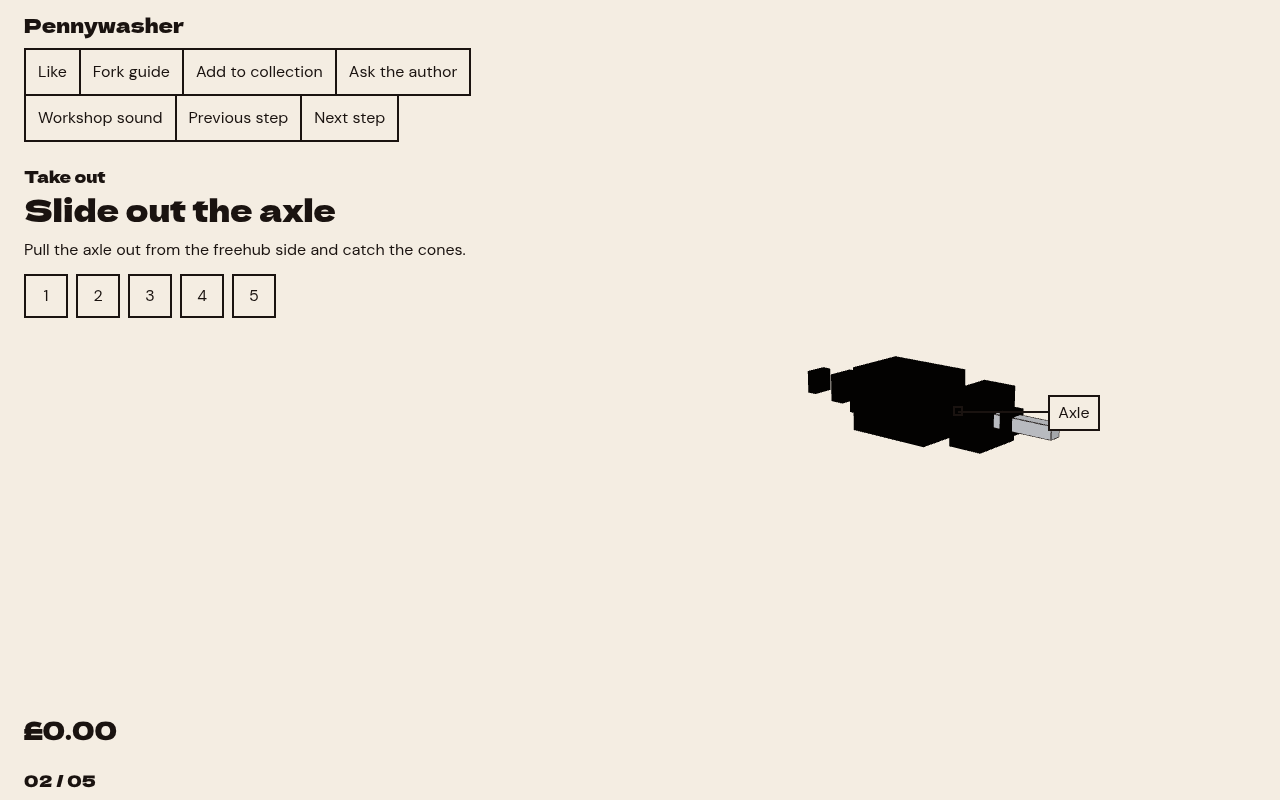 Pennywasher
Like
Fork guide
Add to collection
Ask the author
Workshop sound
Previous step
Next step
Take out
Slide out the axle
Pull the axle out from the freehub side and catch the cones.
1
2
3
4
5
Axle
£0.00
02 / 05